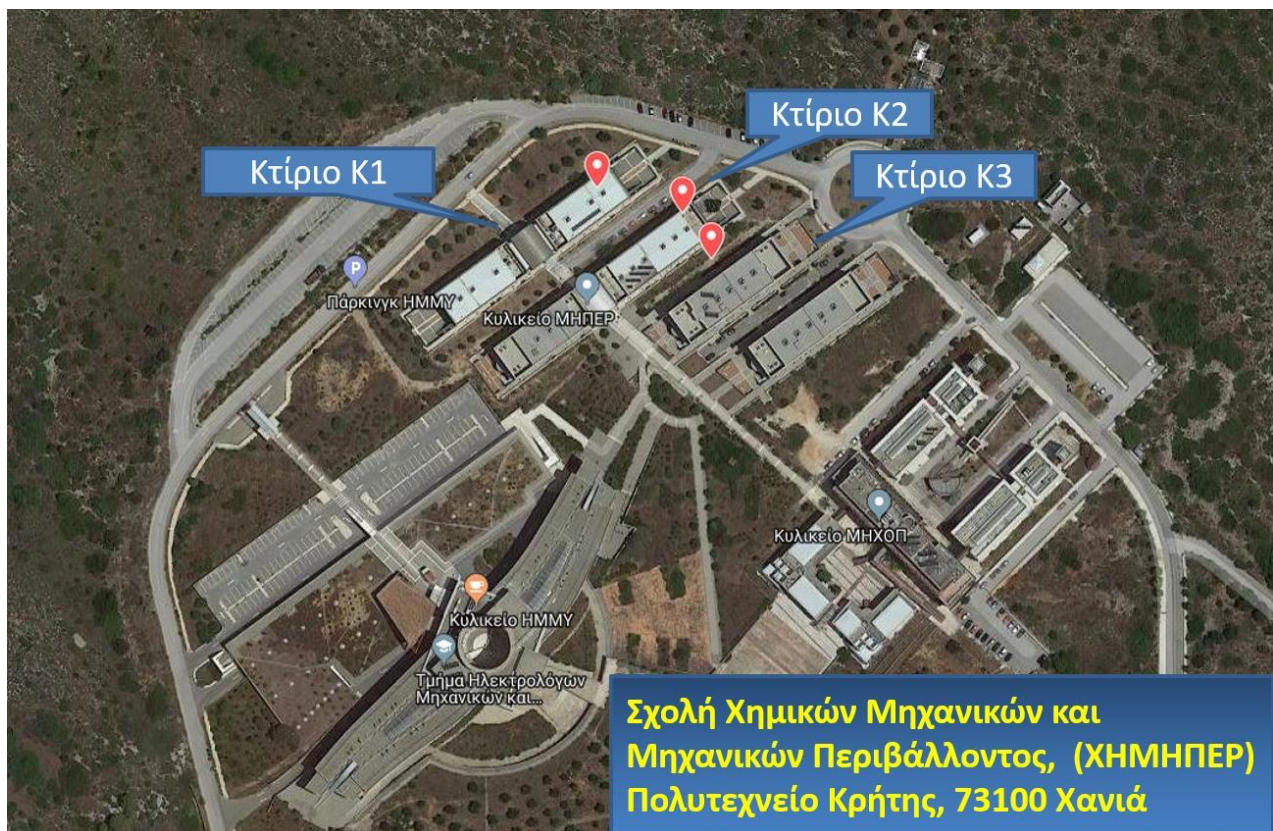 Κτίριο Κ2
Κτίριο Κ1
Κτίριο Κ3
P
Πάρκινγκ ΗΜΜΥ
Κυλικείο ΜΗΠΕΡ
Κυλικείο ΜΗΧΟΠ
Κυλικείο ΗΜΜΥ
Τμήμα Ηλεκτρολόγων
Μηχανικών και...
Σχολή Χημικών Μηχανικών και
Μηχανικών Περιβάλλοντος, (ΧΗΜΗΠΕΡ)
Πολυτεχνείο Κρήτης, 73100 Χανιά